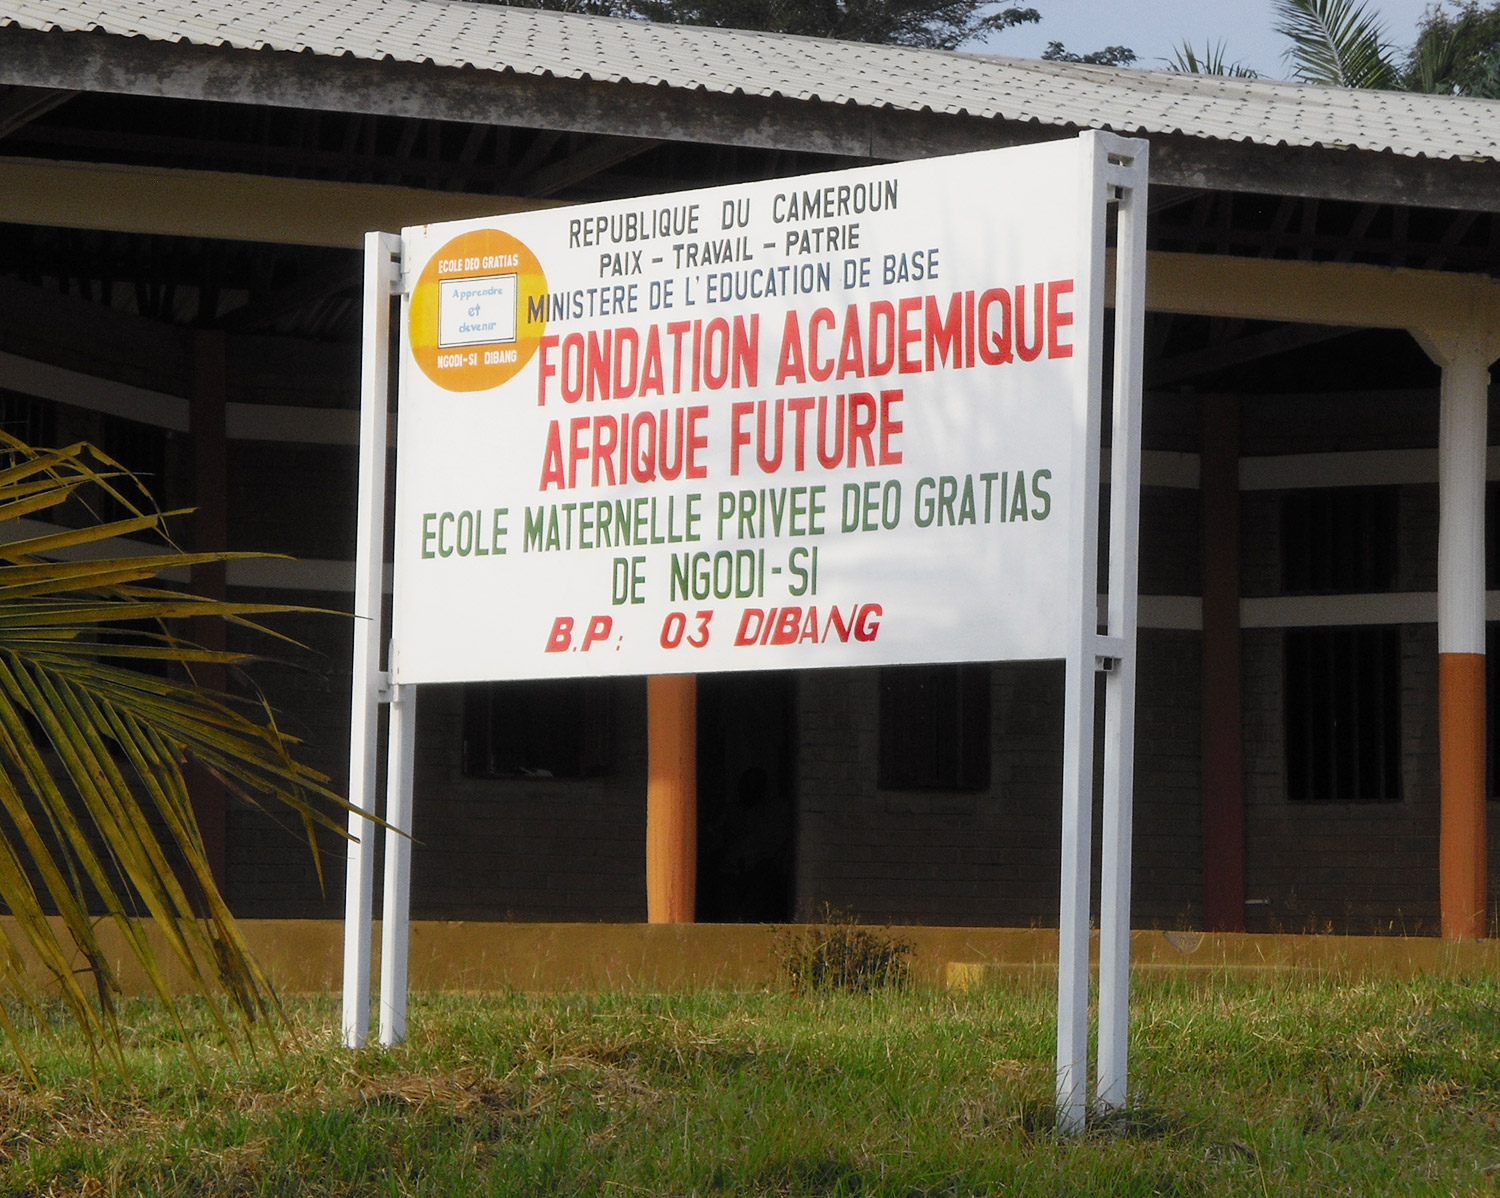 REPUBLIQUE DU CAMEROUN
PAIX - TRAVAIL - PATRIE
MINISTERE DE L'EDUCATION DE BASE
ECOLE DEO GRATIAS
Apprendre
et
devenir
NGODI-SI DIBANG
FONDATION ACADEMIQUE
AFRIQUE FUTURE
ECOLE MATERNELLE PRIVEE DEO GRATIAS
DE NGODI-SI
B.P: 03 DIBANG